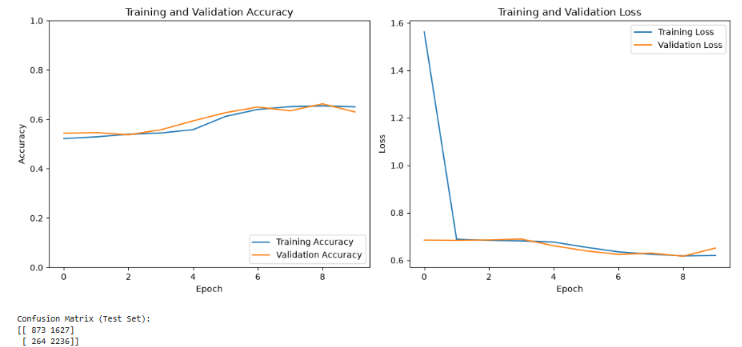 Training and Validation Accuracy
1.0
0.8
0.6
0.4
0.2
0.0
Accuracy
0
2
4
6
8
Epoch
Training Accuracy
Validation Accuracy
Training and Validation Loss
1.6
1.4
1.2
1.0
0.8
0.6
Loss
0
2
4
6
8
Epoch
Training Loss
Validation Loss
Confusion Matrix (Test Set):
[[ 873 1627]
 [ 264 2236]]